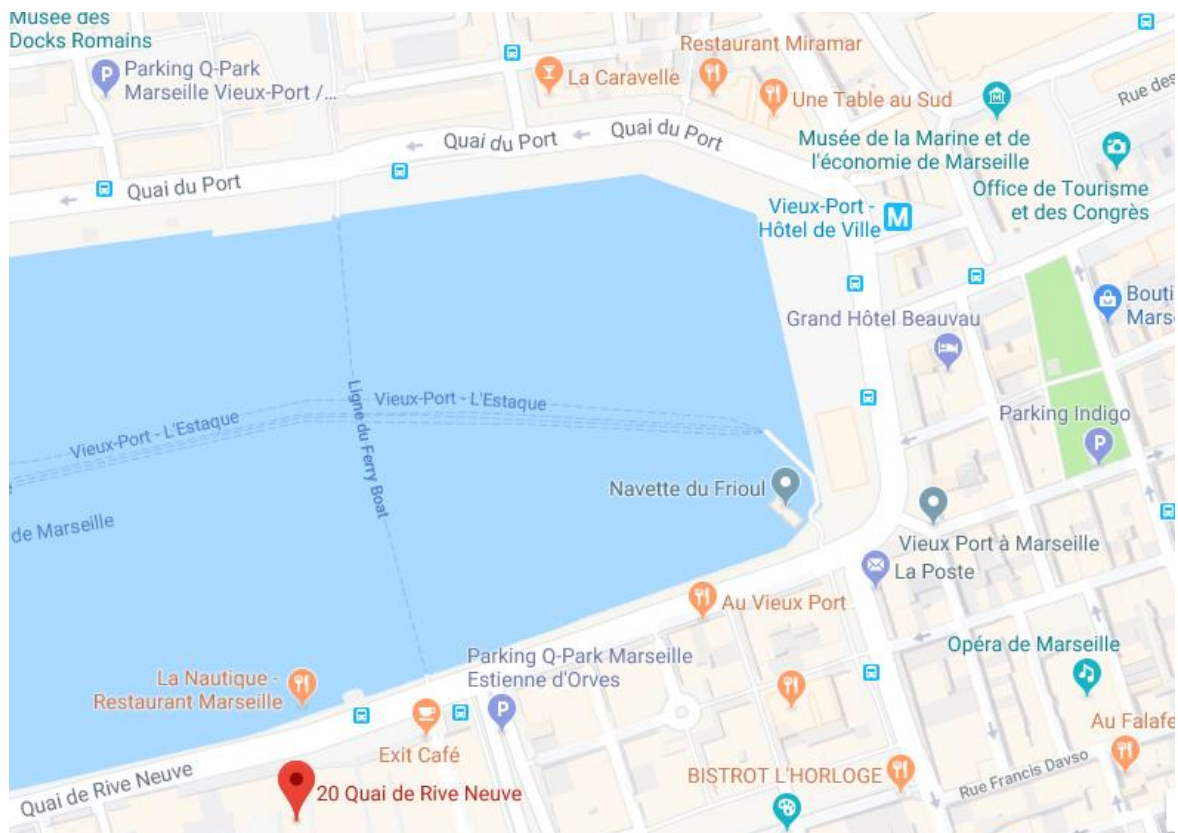 Musée des
Docks Romains
Parking Q-Park
Marseille Vieux-Port /...
La Caravelle
Restaurant Miramar
Une Table au Sud
Rue des
Musée de la Marine et de
l'économie de Marseille
Office de Tourisme
et des Congrès
Quai du Port
Quai du Port
Quai du Port
Vieux-Port -
Hôtel de Ville
M
Bouti
Mars
Grand Hôtel Beauvau
Vieux-Port - L'Estaque
Vieux-Port - L'Estaque
Ligne du Ferry Boat
Parking Indigo
Navette du Frioul
de Marseille
Vieux Port à Marseille
La Poste
Au Vieux Port
Opéra de Marseille
Parking Q-Park Marseille
Estienne d'Orves
La Nautique -
Restaurant Marseille
Exit Café
Au Falafe
BISTROT L'HORLOGE
Rue Francis Davso
Quai de Rive Neuve
20 Quai de Rive Neuve
P
P
P